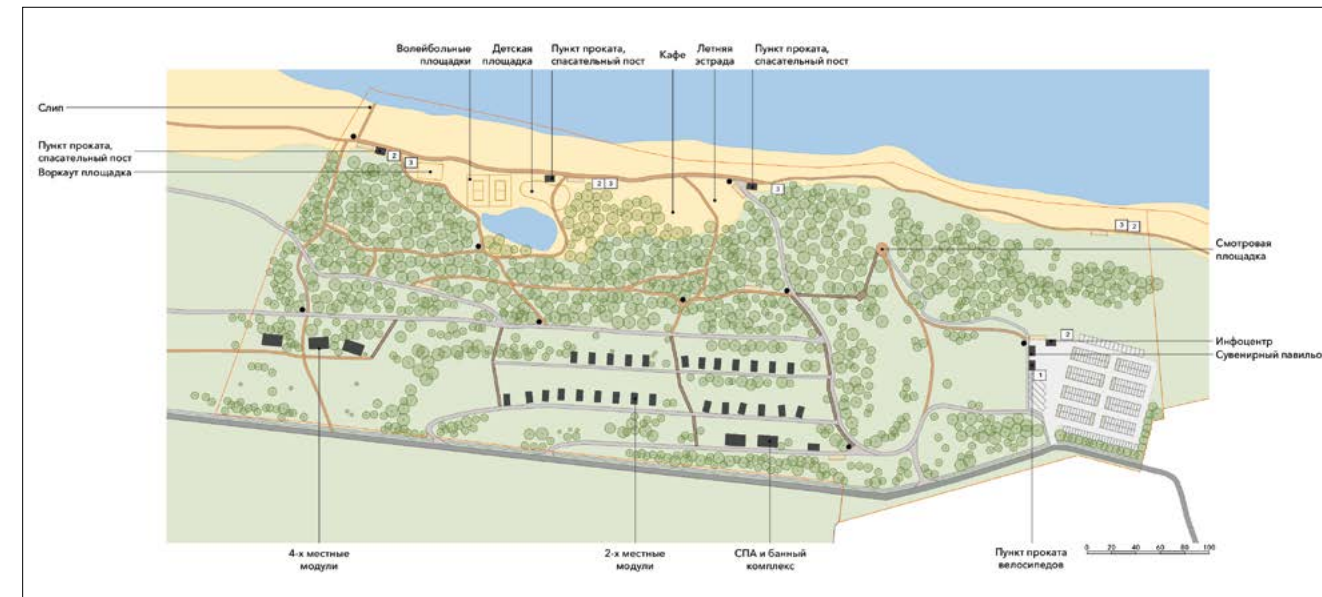 Волейбольные
площадки
Детская
площадка
Пункт проката,
спасательный пост
Кафе
Летняя
эстрада
Пункт проката,
спасательный пост
Слип
Пункт проката,
спасательный пост
Воркаут площадка
2
3
2 3
3
3 2
Смотровая
площадка
2
Инфоцентр
Сувенирный павильо
1
4-х местные
модули
2-х местные
модули
СПА и банный
комплекс
Пункт проката
велосипедов
0 20 40 60 80 100